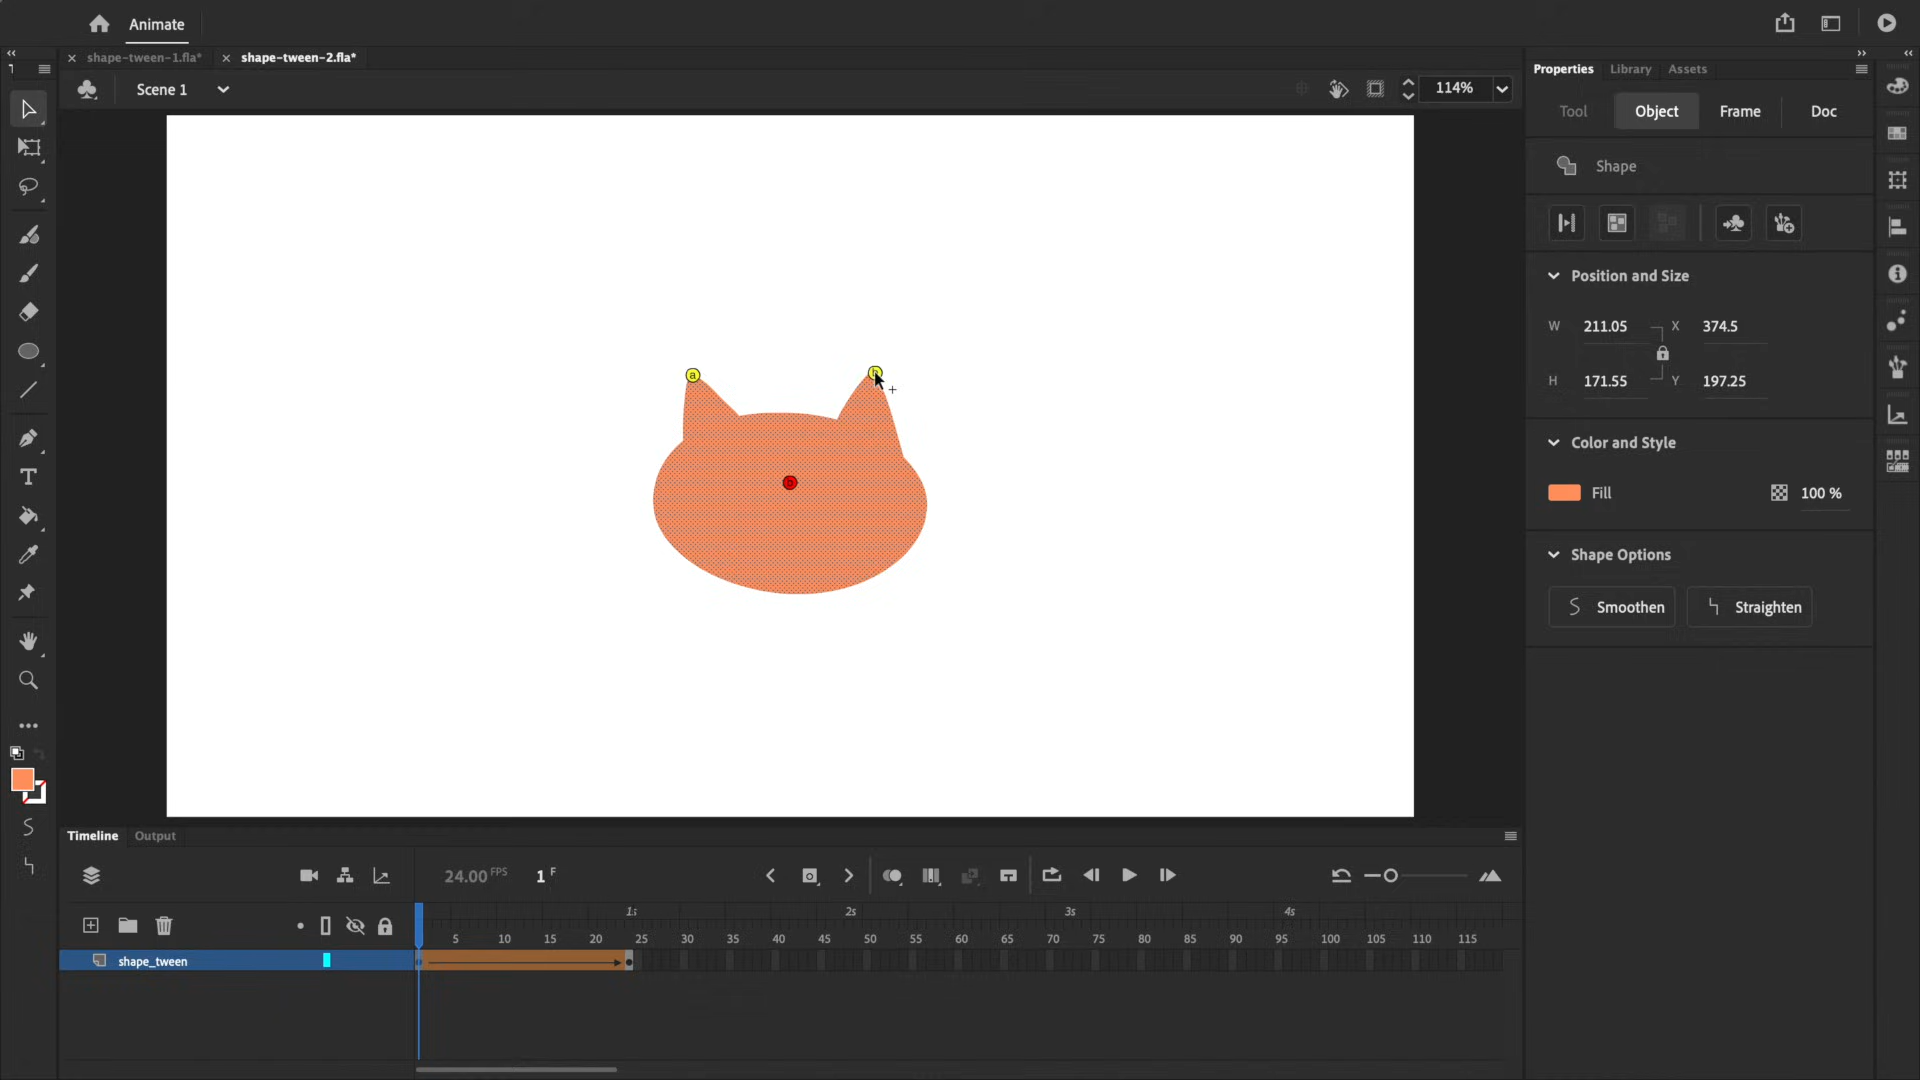 Animate
shape-tween-1.fla*
shape-tween-2.fla*
Scene 1
114%
Properties
Library
Assets
Tool
Object
Frame
Doc
Shape
Position and Size
W 211.05 X 374.5
H 171.55 Y 197.25
Color and Style
Fill
100 %
Shape Options
Smoothen
Straighten
a
b
b
T
Timeline
Output
24.00 FPS
1 F
1s 2s 3s 4s
5 10 15 20 25 30 35 40 45 50 55 60 65 70 75 80 85 90 95 100 105 110 115
shape_tween